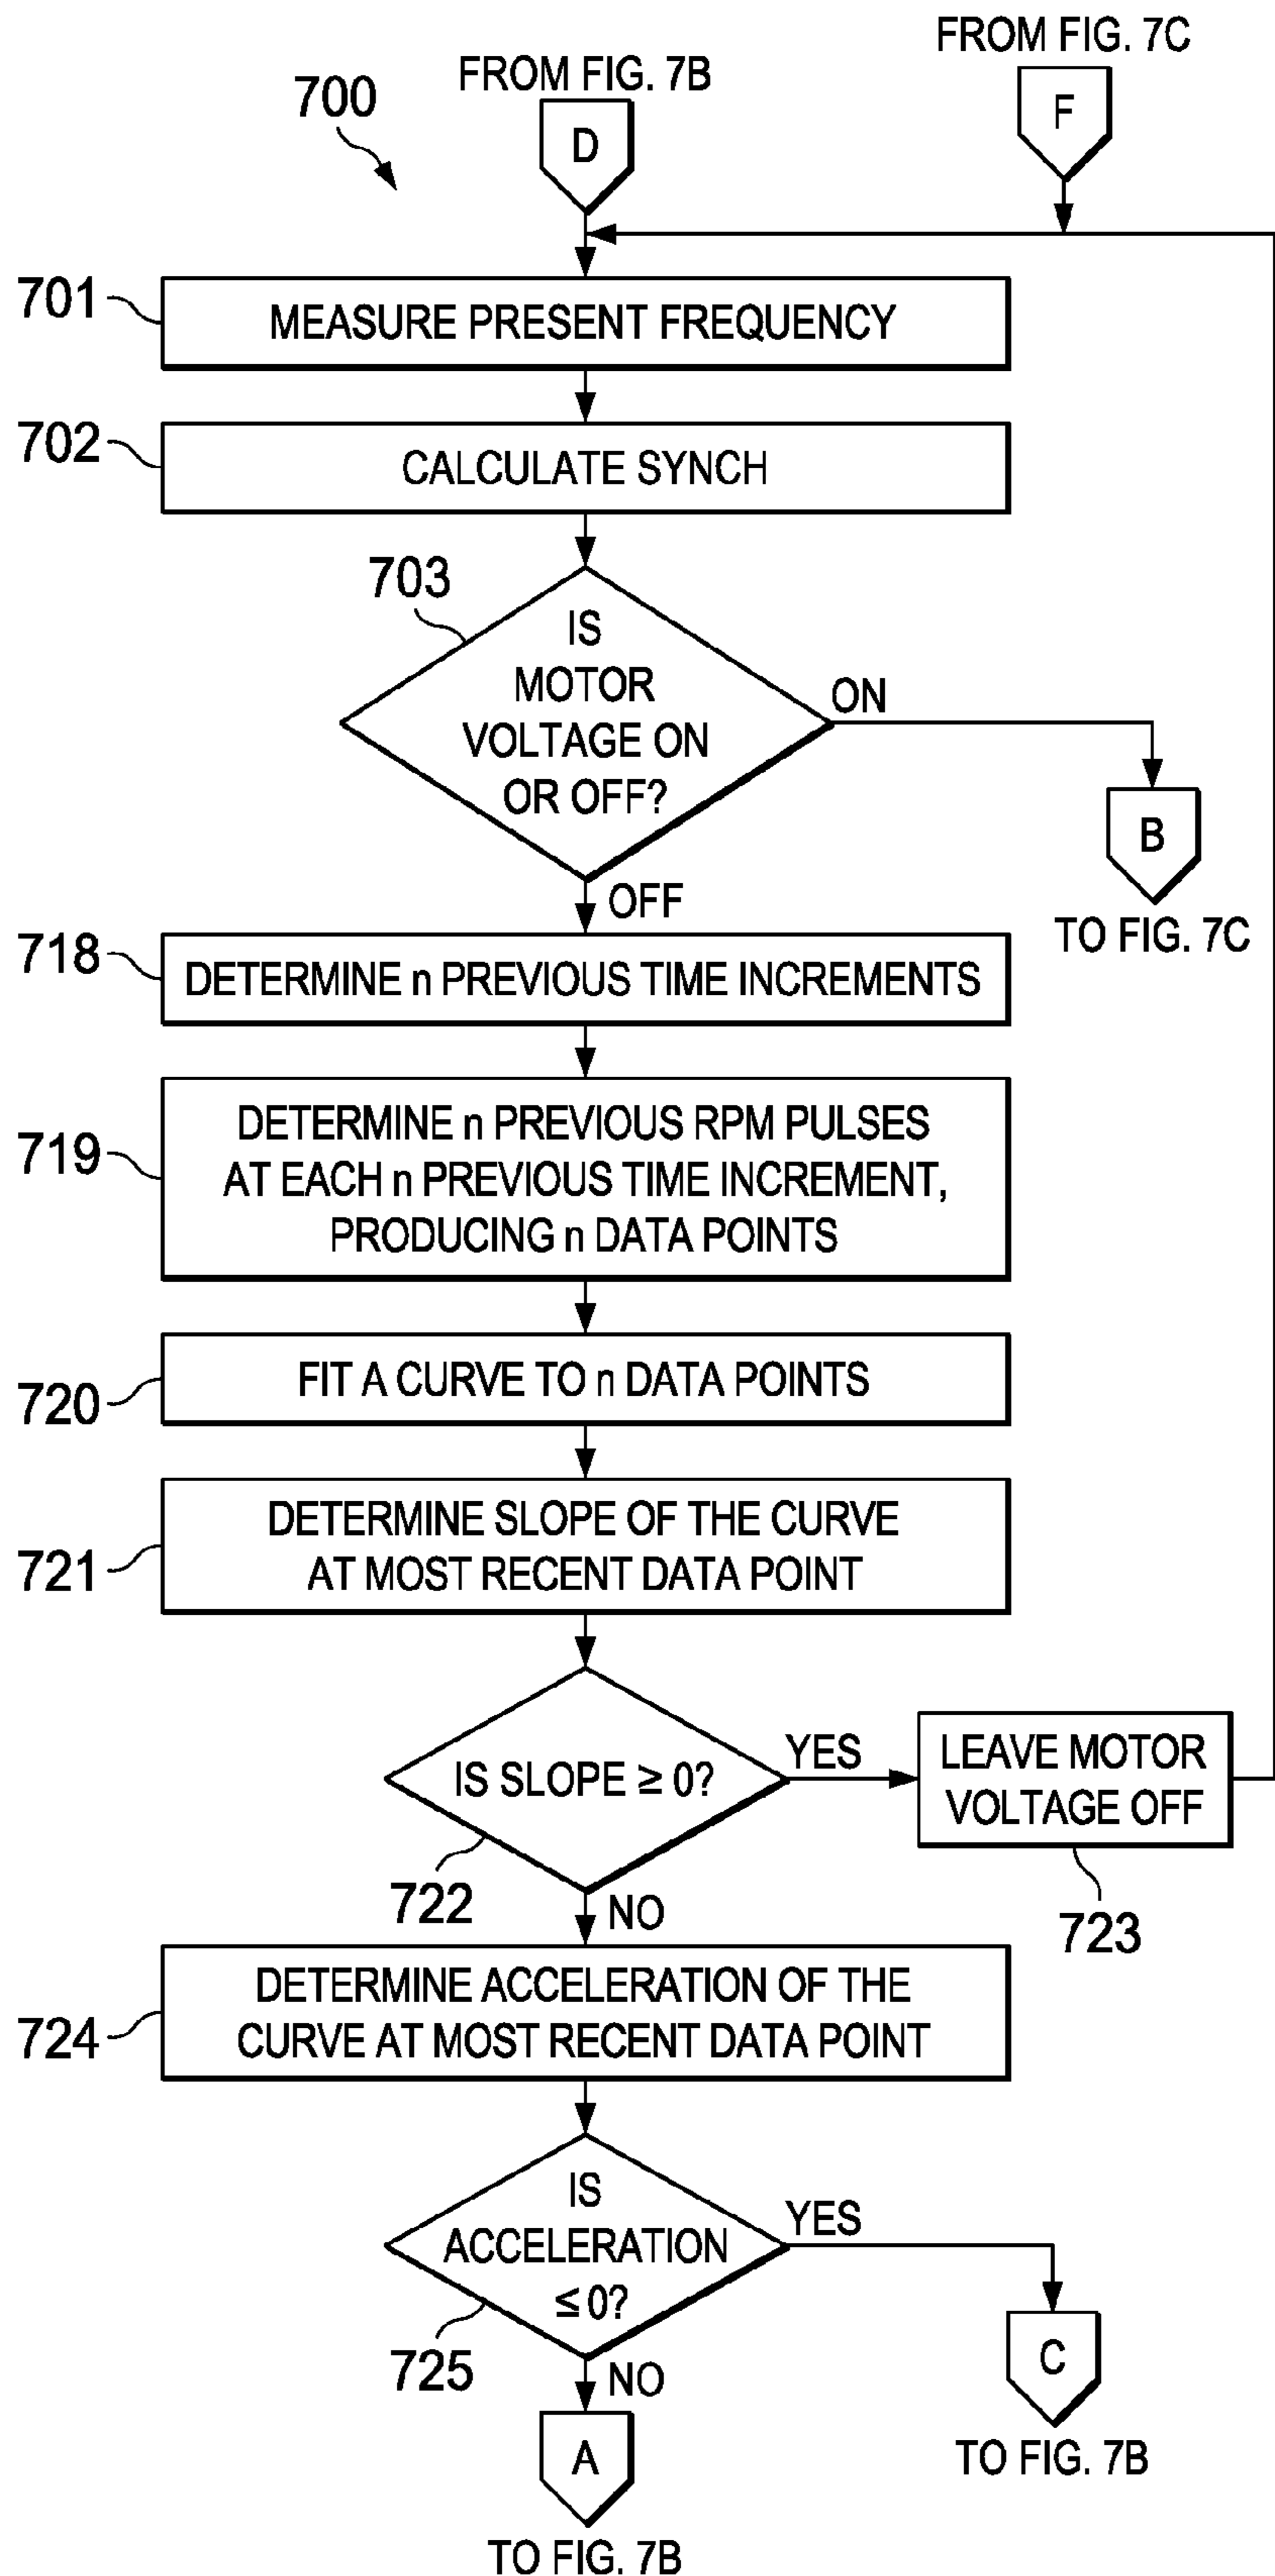 FROM FIG. 7C
FROM FIG. 7B
700
D
F
701
MEASURE PRESENT FREQUENCY
702
CALCULATE SYNCH
703
IS
MOTOR
VOLTAGE ON
OR OFF?
ON
B
TO FIG. 7C
OFF
718
DETERMINE n PREVIOUS TIME INCREMENTS
719
DETERMINE n PREVIOUS RPM PULSES
AT EACH n PREVIOUS TIME INCREMENT,
PRODUCING n DATA POINTS
720
FIT A CURVE TO n DATA POINTS
721
DETERMINE SLOPE OF THE CURVE
AT MOST RECENT DATA POINT
IS SLOPE ≥ 0?
YES
722
LEAVE MOTOR
VOLTAGE OFF
723
NO
724
DETERMINE ACCELERATION OF THE
CURVE AT MOST RECENT DATA POINT
IS
ACCELERATION
≤ 0?
YES
725
C
TO FIG. 7B
NO
A
TO FIG. 7B